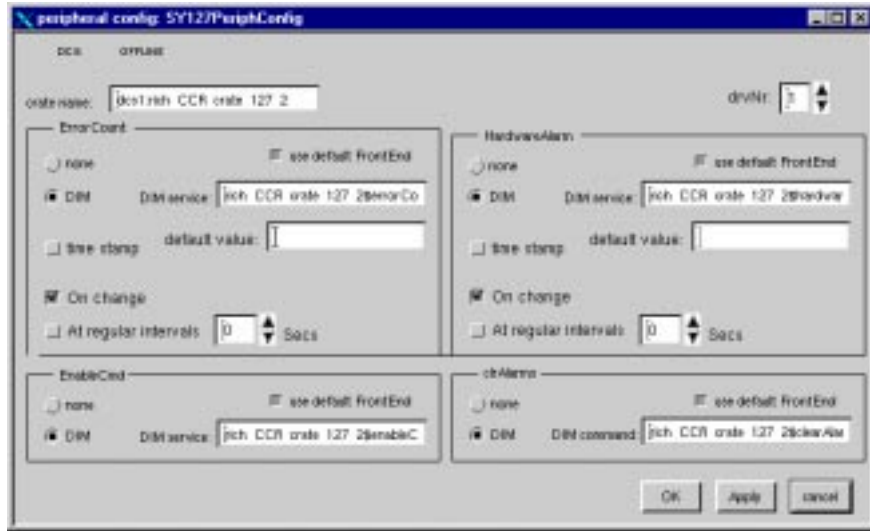 peripheral config: SY127PeriphConfig
DCS OFFLINE
crate name: dcs1:rich CCR crate 127 2 drvNr: 1
ErrorCount HardwareAlarm
none use default FrontEnd none use default FrontEnd
DIM DIM service: rich CCR crate 127 2$errorCo DIM DIM service: rich CCR crate 127 2$hardwar
time stamp default value: time stamp default value:
On change On change
At regular intervals 0 Secs At regular intervals 0 Secs
EnableCmd clrAlarms
none use default FrontEnd none use default FrontEnd
DIM DIM service: rich CCR crate 127 2$enableC DIM DIM command: rich CCR crate 127 2$clearAlar
OK Apply cancel